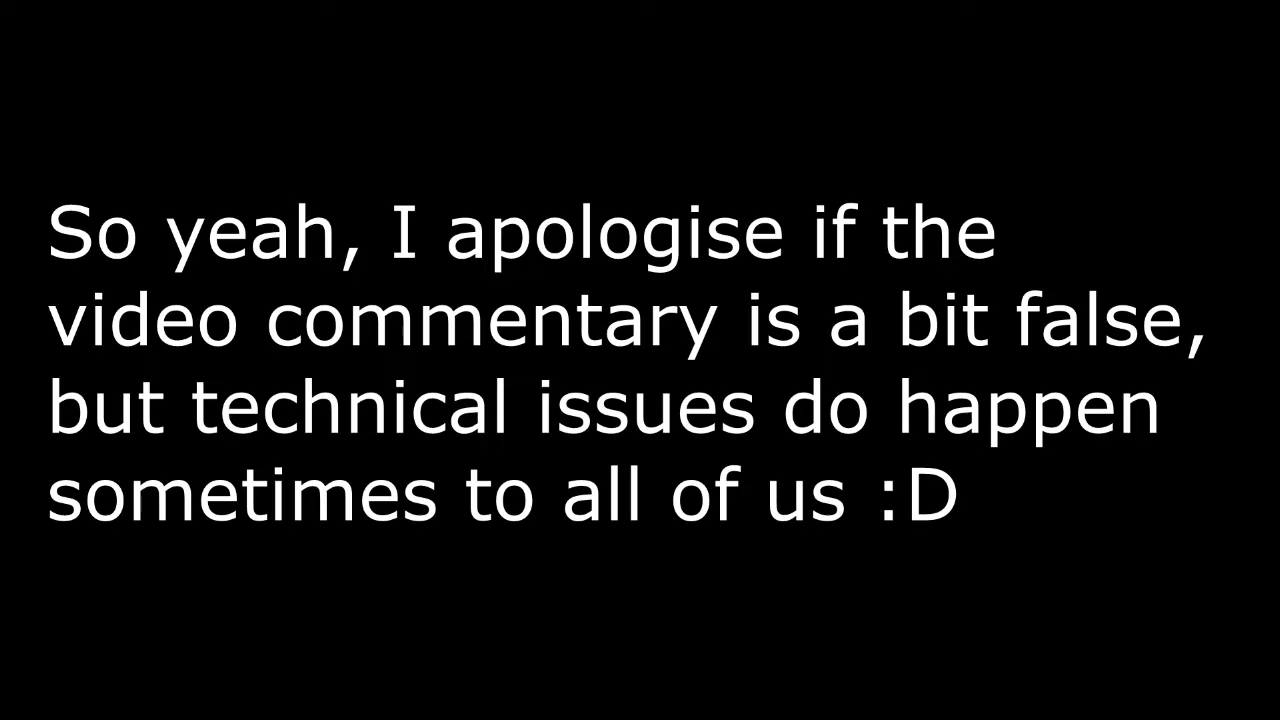 So yeah, I apologise if the
video commentary is a bit false,
but technical issues do happen
sometimes to all of us :D